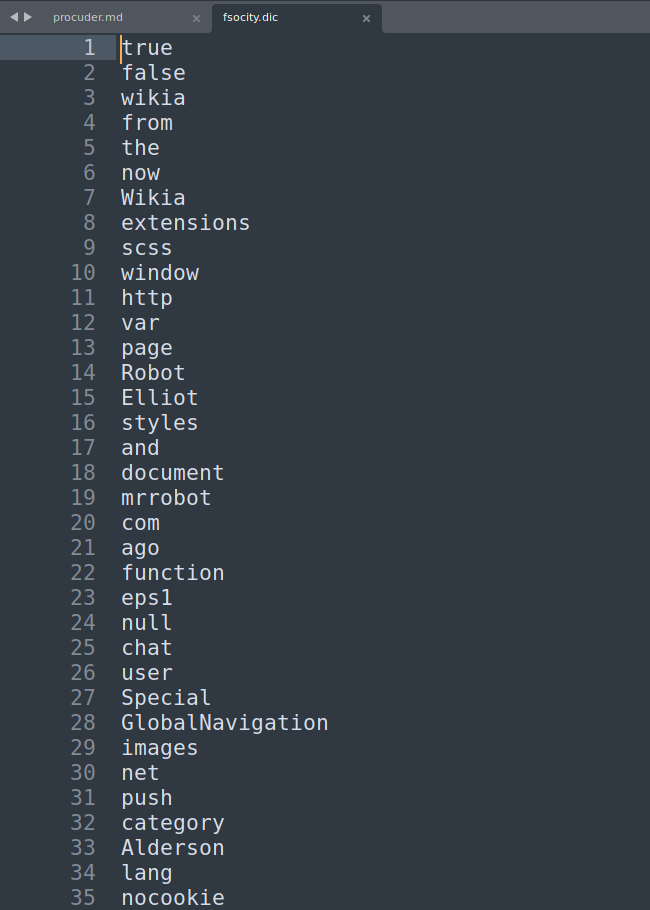 procuder.md × fsocity.dic ×
1 true
2 false
3 wikia
4 from
5 the
6 now
7 Wikia
8 extensions
9 scss
10 window
11 http
12 var
13 page
14 Robot
15 Elliot
16 styles
17 and
18 document
19 mrrobot
20 com
21 ago
22 function
23 eps1
24 null
25 chat
26 user
27 Special
28 GlobalNavigation
29 images
30 net
31 push
32 category
33 Alderson
34 lang
35 nocookie